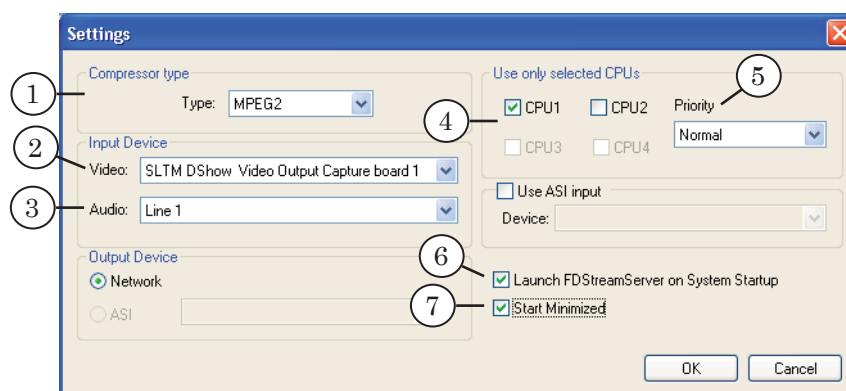 Settings
Compressor type
1
Type: MPEG2
Input Device
2
Video: SLTM DShow Video Output Capture board 1
3
Audio: Line 1
Output Device
Network
ASI
Use only selected CPUs
5
4
CPU1 CPU2 Priority
Normal
CPU3 CPU4
Use ASI input
Device:
6
Launch FDStreamServer on System Startup
7
Start Minimized
OK Cancel